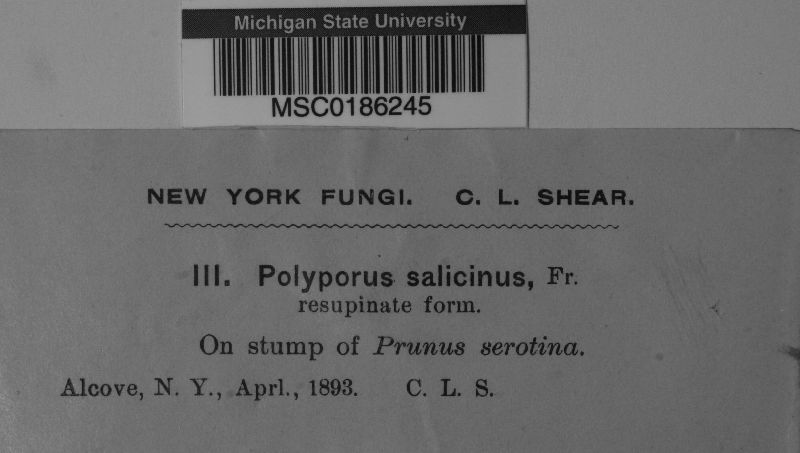 Michigan State University
MSC0186245
NEW YORK FUNGI. C. L. SHEAR.
III. Polyporus salicinus, Fr.
resupinate form.
On stump of Prunus serotina.
Alcove, N. Y., Aprl., 1893. C. L. S.